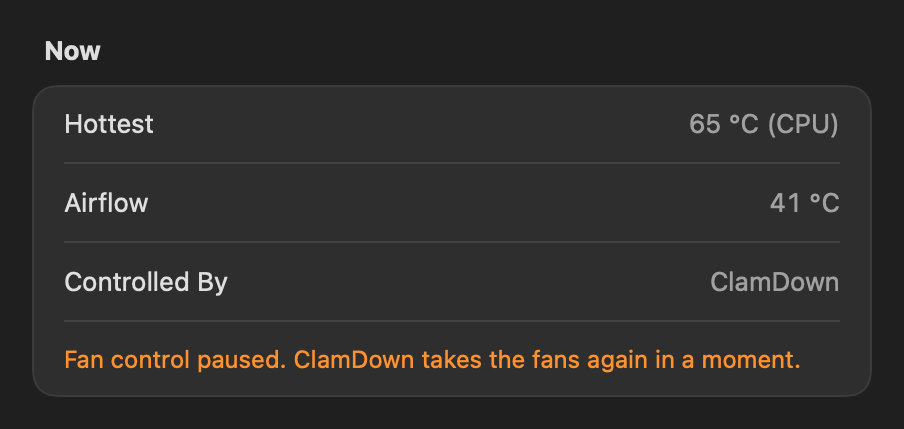 Now
Hottest 65 °C (CPU)
Airflow 41 °C
Controlled By ClamDown
Fan control paused. ClamDown takes the fans again in a moment.